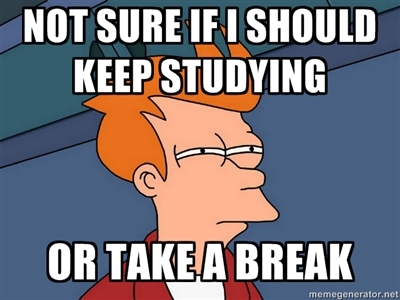 NOT SURE IF I SHOULD
KEEP STUDYING
OR TAKE A BREAK
memegenerator.net